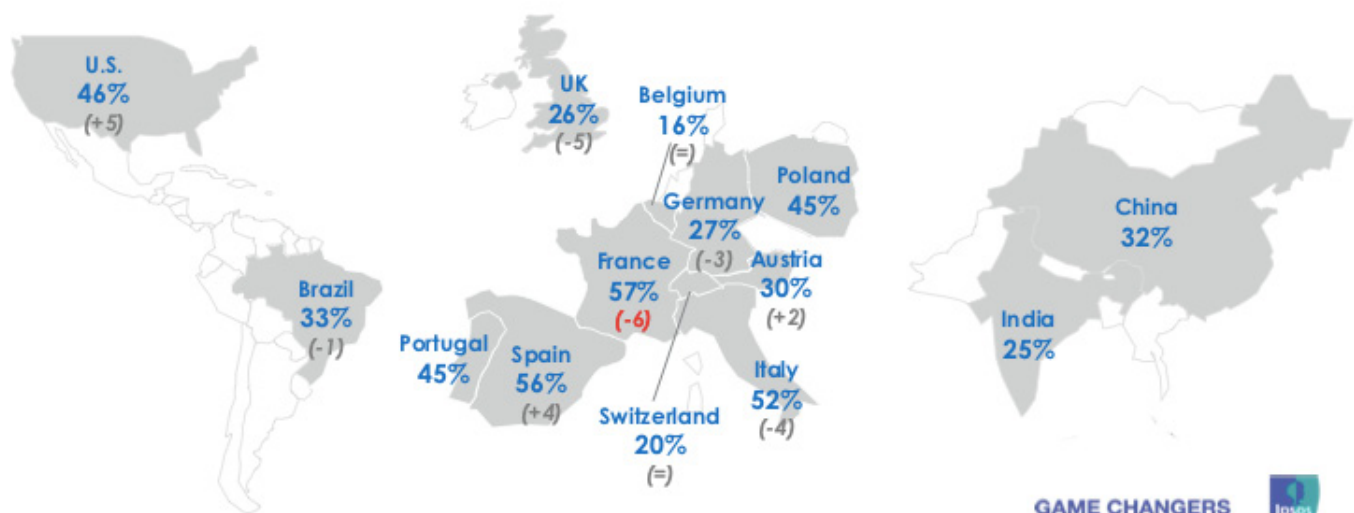 U.S.
46%
(+5)
Brazil
33%
(-1)
UK
26%
(-5)
Belgium
16%
(=)
Germany
27%
(-3)
Poland
45%
France
57%
(-6)
Austria
30%
(+2)
Portugal
45%
Spain
56%
(+4)
Switzerland
20%
(=)
Italy
52%
(-4)
China
32%
India
25%
GAME CHANGERS
Ipsos